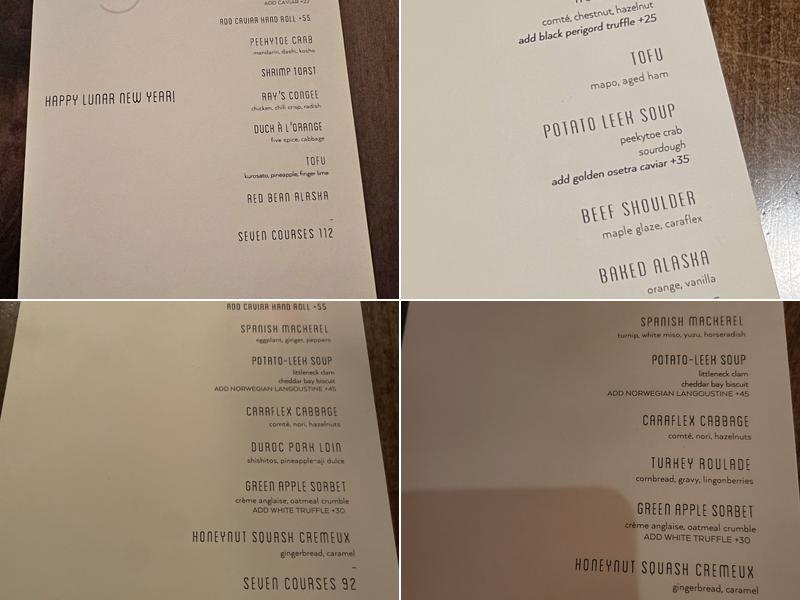 ADD CAVIAR +22
ADD CAVIAR HAND ROLL +55
PEEKYTOE CRAB
mandarin, dashi, kosho
SHRIMP TOAST
HAPPY LUNAR NEW YEAR!
RAY'S CONGEE
chicken, chili crisp, radish
DUCK À L'ORANGE
five spice, cabbage
TOFU
kurosato, pineapple, finger lime
RED BEAN ALASKA
–
SEVEN COURSES 112
comté, chestnut, hazelnut
add black perigord truffle +25
TOFU
mapo, aged ham
POTATO LEEK SOUP
peekytoe crab
sourdough
add golden osetra caviar +35
BEEF SHOULDER
maple glaze, caraflex
BAKED ALASKA
orange, vanilla
–
ADD CAVIAR HAND ROLL +55
SPANISH MACKEREL
eggplant, ginger, peppers
POTATO-LEEK SOUP
littleneck clam
cheddar bay biscuit
ADD NORWEGIAN LANGOUSTINE +45
CARAFLEX CABBAGE
comté, nori, hazelnuts
DUROC PORK LOIN
shishitos, pineapple-aji dulce
GREEN APPLE SORBET
crème anglaise, oatmeal crumble
ADD WHITE TRUFFLE +30
HONEYNUT SQUASH CREMEUX
gingerbread, caramel
–
SEVEN COURSES 92
SPANISH MACKEREL
turnip, white miso, yuzu, horseradish
POTATO-LEEK SOUP
littleneck clam
cheddar bay biscuit
ADD NORWEGIAN LANGOUSTINE +45
CARAFLEX CABBAGE
comté, nori, hazelnuts
TURKEY ROULADE
cornbread, gravy, lingonberries
GREEN APPLE SORBET
crème anglaise, oatmeal crumble
ADD WHITE TRUFFLE +30
HONEYNUT SQUASH CREMEUX
gingerbread, caramel